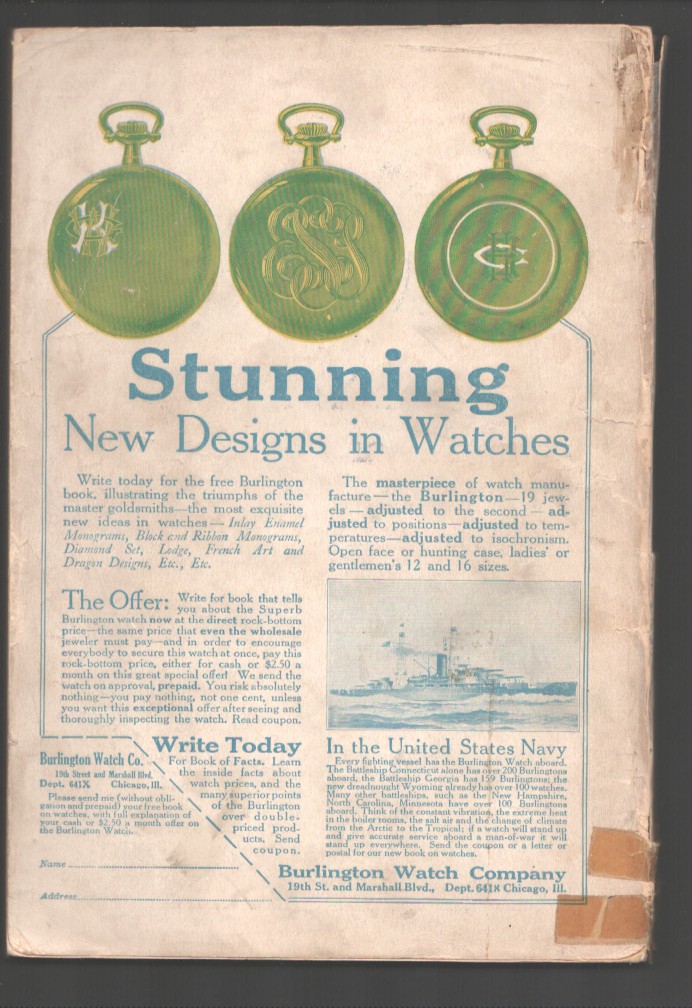 Stunning
New Designs in Watches
Write today for the free Burlington
book, illustrating the triumphs of the
master goldsmiths—the most exquisite
new ideas in watches—Inlay Enamel
Monograms, Block and Ribbon Monograms,
Diamond Set, Lodge, French Art and
Dragon Designs, Etc., Etc.
The Offer: Write for book that tells
you about the Superb
Burlington watch now at the direct rock-bottom
price—the same price that even the wholesale
jeweler must pay—and in order to encourage
everybody to secure this watch at once, pay this
rock-bottom price, either for cash or $2.50 a
month on this great special offer! We send the
watch on approval, prepaid. You risk absolutely
nothing—you pay nothing, not one cent, unless
you want this exceptional offer after seeing and
thoroughly inspecting the watch. Read coupon.
The masterpiece of watch manu-
facture—the Burlington—19 jew-
els—adjusted to the second—ad-
justed to positions—adjusted to tem-
peratures—adjusted to isochronism.
Open face or hunting case, ladies' or
gentlemen's 12 and 16 sizes.
In the United States Navy
Every fighting vessel has the Burlington Watch aboard.
The Battleship Connecticut alone has over 200 Burlingtons
aboard, the Battleship Georgia has 159 Burlingtons; the
new dreadnought Wyoming already has over 100 watches.
Many other battleships, such as the New Hampshire,
North Carolina, Minnesota have over 100 Burlingtons
aboard. Think of the constant vibration, the extreme heat
in the boiler rooms, the salt air and the change of climate
from the Arctic to the Tropical; if a watch will stand up
and give accurate service aboard a man-of-war it will
stand up everywhere. Send the coupon or a letter or
postal for our new book on watches.
Write Today
For Book of Facts. Learn
the inside facts about
watch prices, and the
many superior points
of the Burlington
over double-
priced prod-
ucts. Send
coupon.
Burlington Watch Co.
19th Street and Marshall Blvd.
Dept. 641X Chicago, Ill.
Please send me (without obli-
gation and prepaid) your free book
on watches, with full explanation of
your cash or $2.50 a month offer on
the Burlington Watch.
Name
Address
Burlington Watch Company
19th St. and Marshall Blvd., Dept. 641X Chicago, Ill.